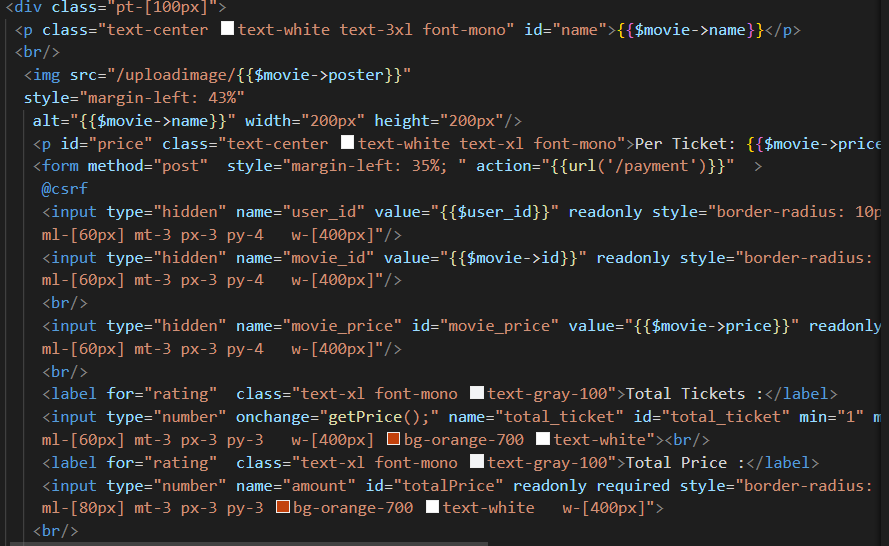 <div class="pt-[100px]">
<p class="text-center text-white text-3xl font-mono" id="name">{{$movie->name}}</p>
<br/>
<img src="/uploadimage/{{$movie->poster}}"
style="margin-left: 43%"
alt="{{$movie->name}}" width="200px" height="200px"/>
<p id="price" class="text-center text-white text-xl font-mono">Per Ticket: {{$movie->price
<form method="post"  style="margin-left: 35%; " action="{{url('/payment')}}"  >
@csrf
<input type="hidden" name="user_id" value="{{$user_id}}" readonly style="border-radius: 10p
ml-[60px] mt-3 px-3 py-4   w-[400px]"/>
<input type="hidden" name="movie_id" value="{{$movie->id}}" readonly style="border-radius:
ml-[60px] mt-3 px-3 py-4   w-[400px]"/>
<br/>
<input type="hidden" name="movie_price" id="movie_price" value="{{$movie->price}}" readonly
ml-[60px] mt-3 px-3 py-4   w-[400px]"/>
<br/>
<label for="rating"  class="text-xl font-mono text-gray-100">Total Tickets :</label>
<input type="number" onchange="getPrice();" name="total_ticket" id="total_ticket" min="1" m
ml-[60px] mt-3 px-3 py-3   w-[400px] bg-orange-700 text-white"><br/>
<label for="rating"  class="text-xl font-mono text-gray-100">Total Price :</label>
<input type="number" name="amount" id="totalPrice" readonly required style="border-radius:
ml-[80px] mt-3 px-3 py-3 bg-orange-700 text-white   w-[400px]">
<br/>